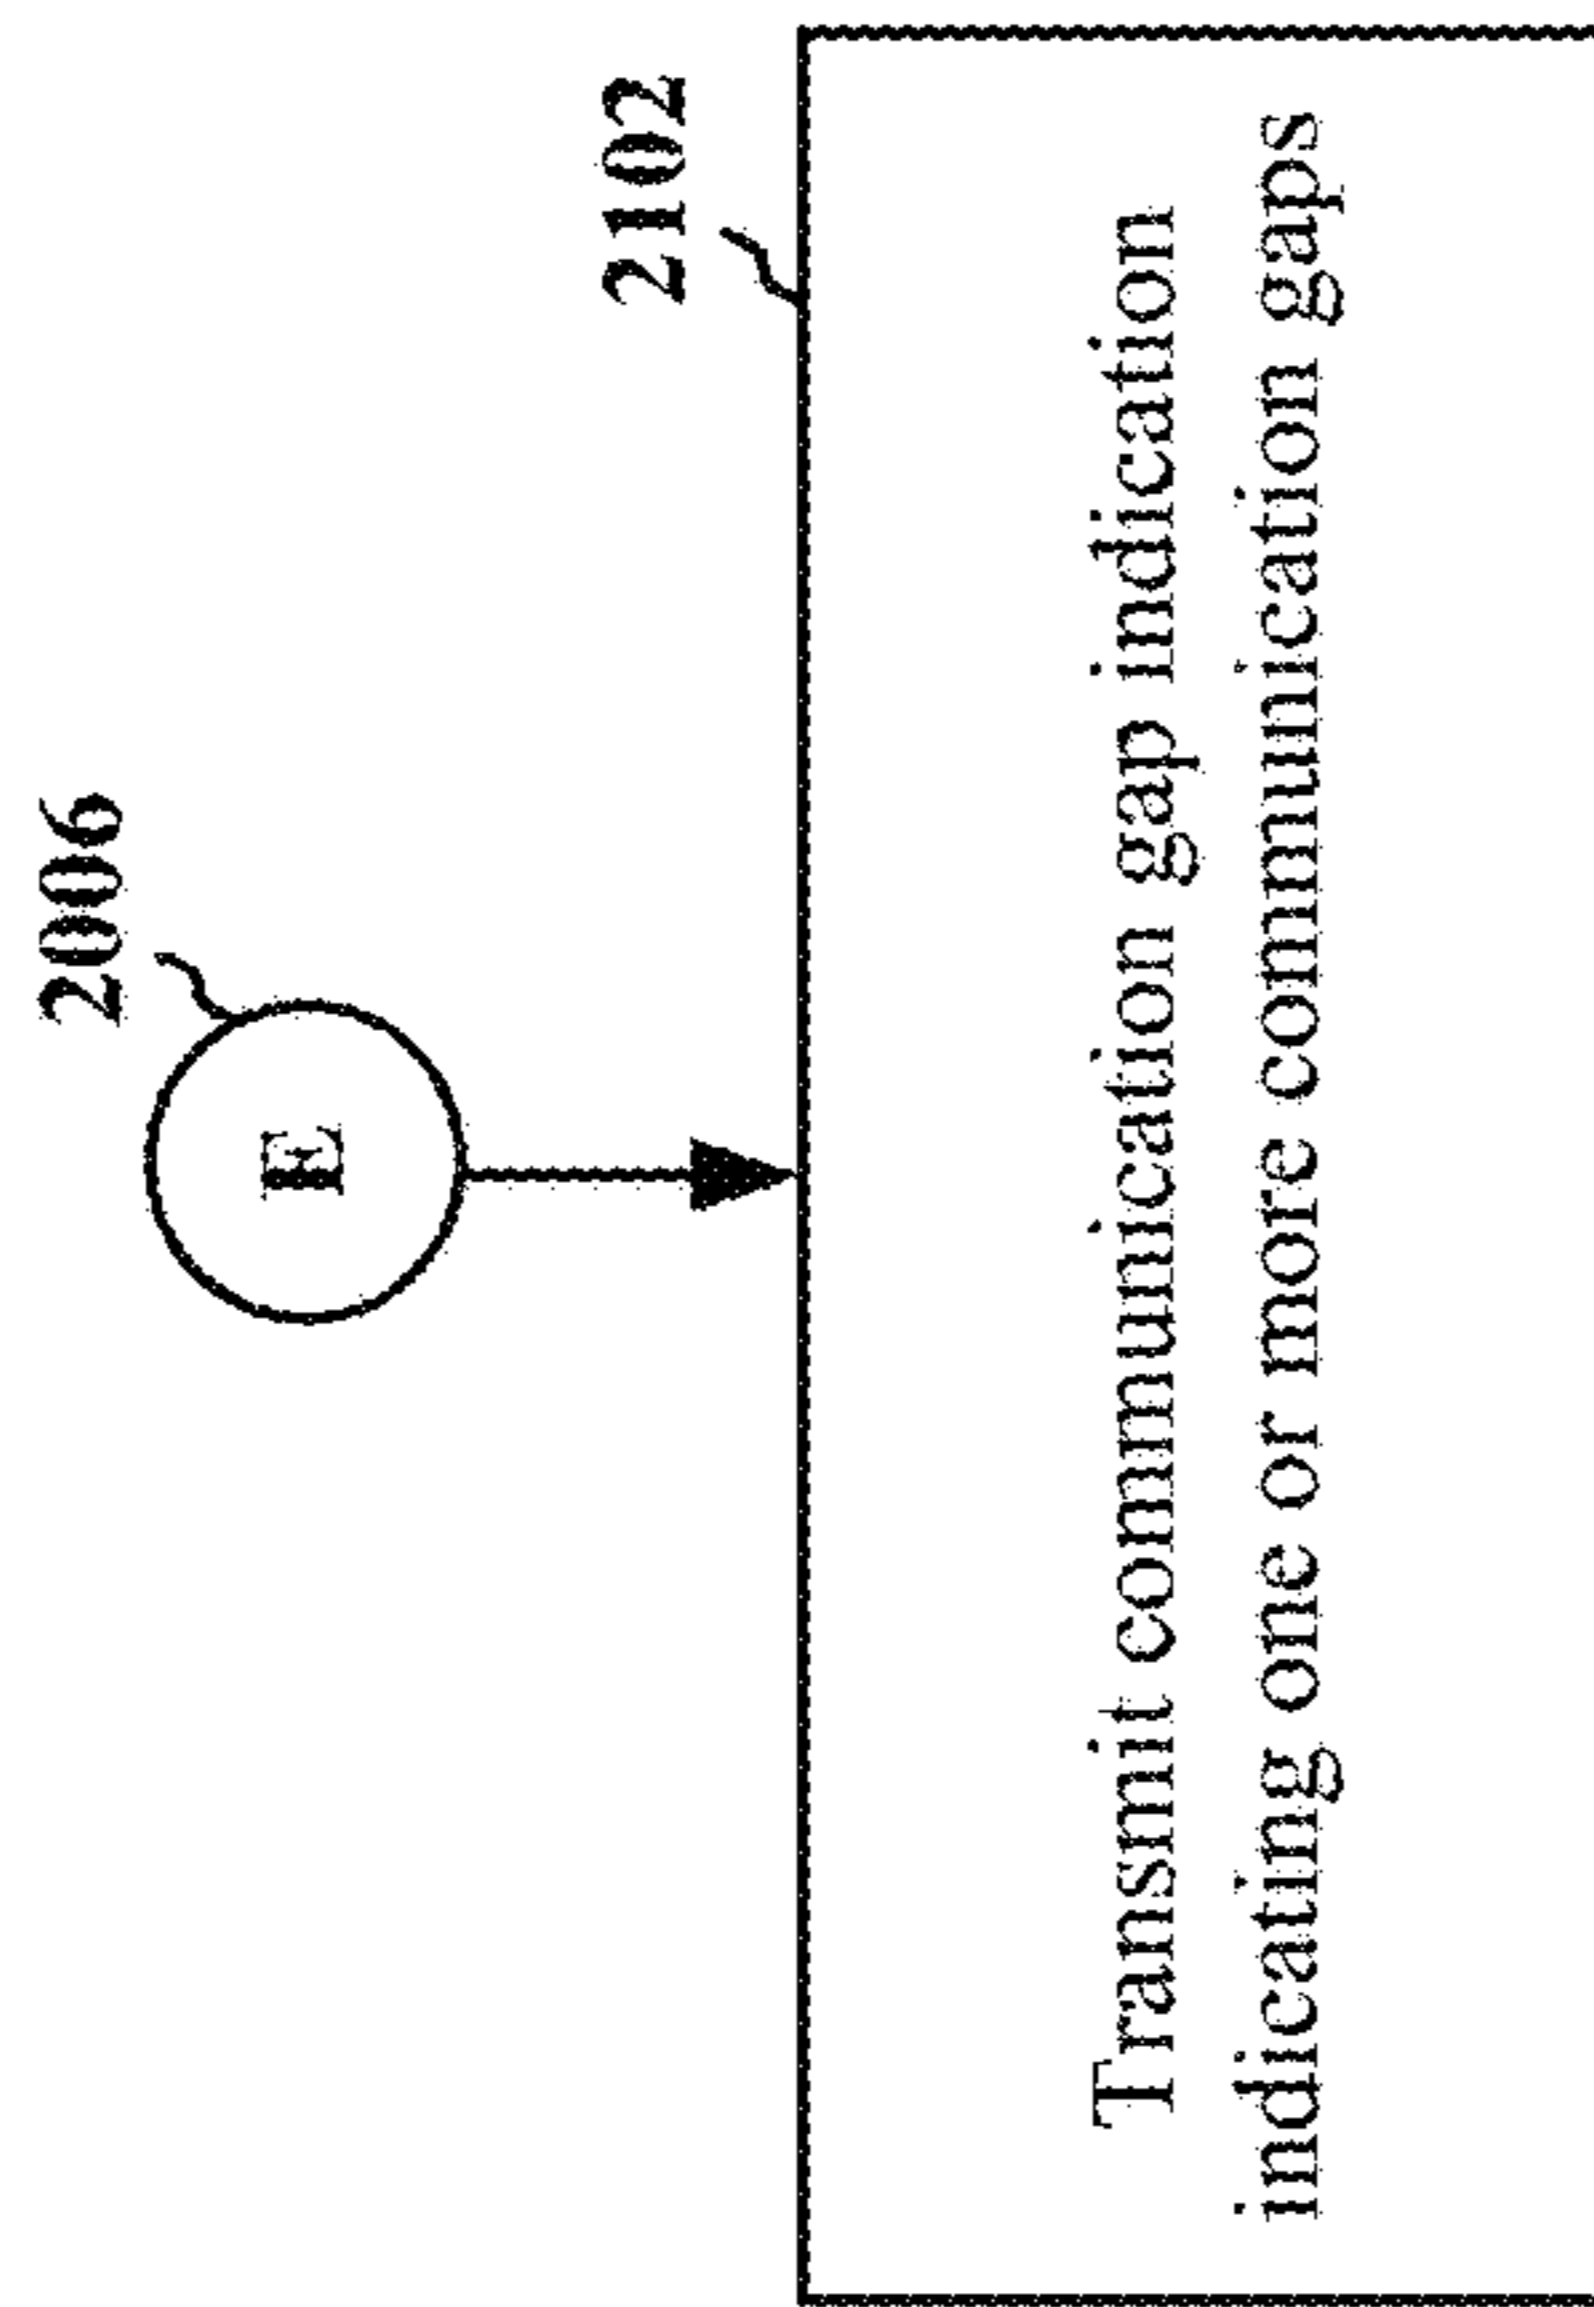 2006
E
2102
Transmit communication gap indication
indicating one or more communication gaps